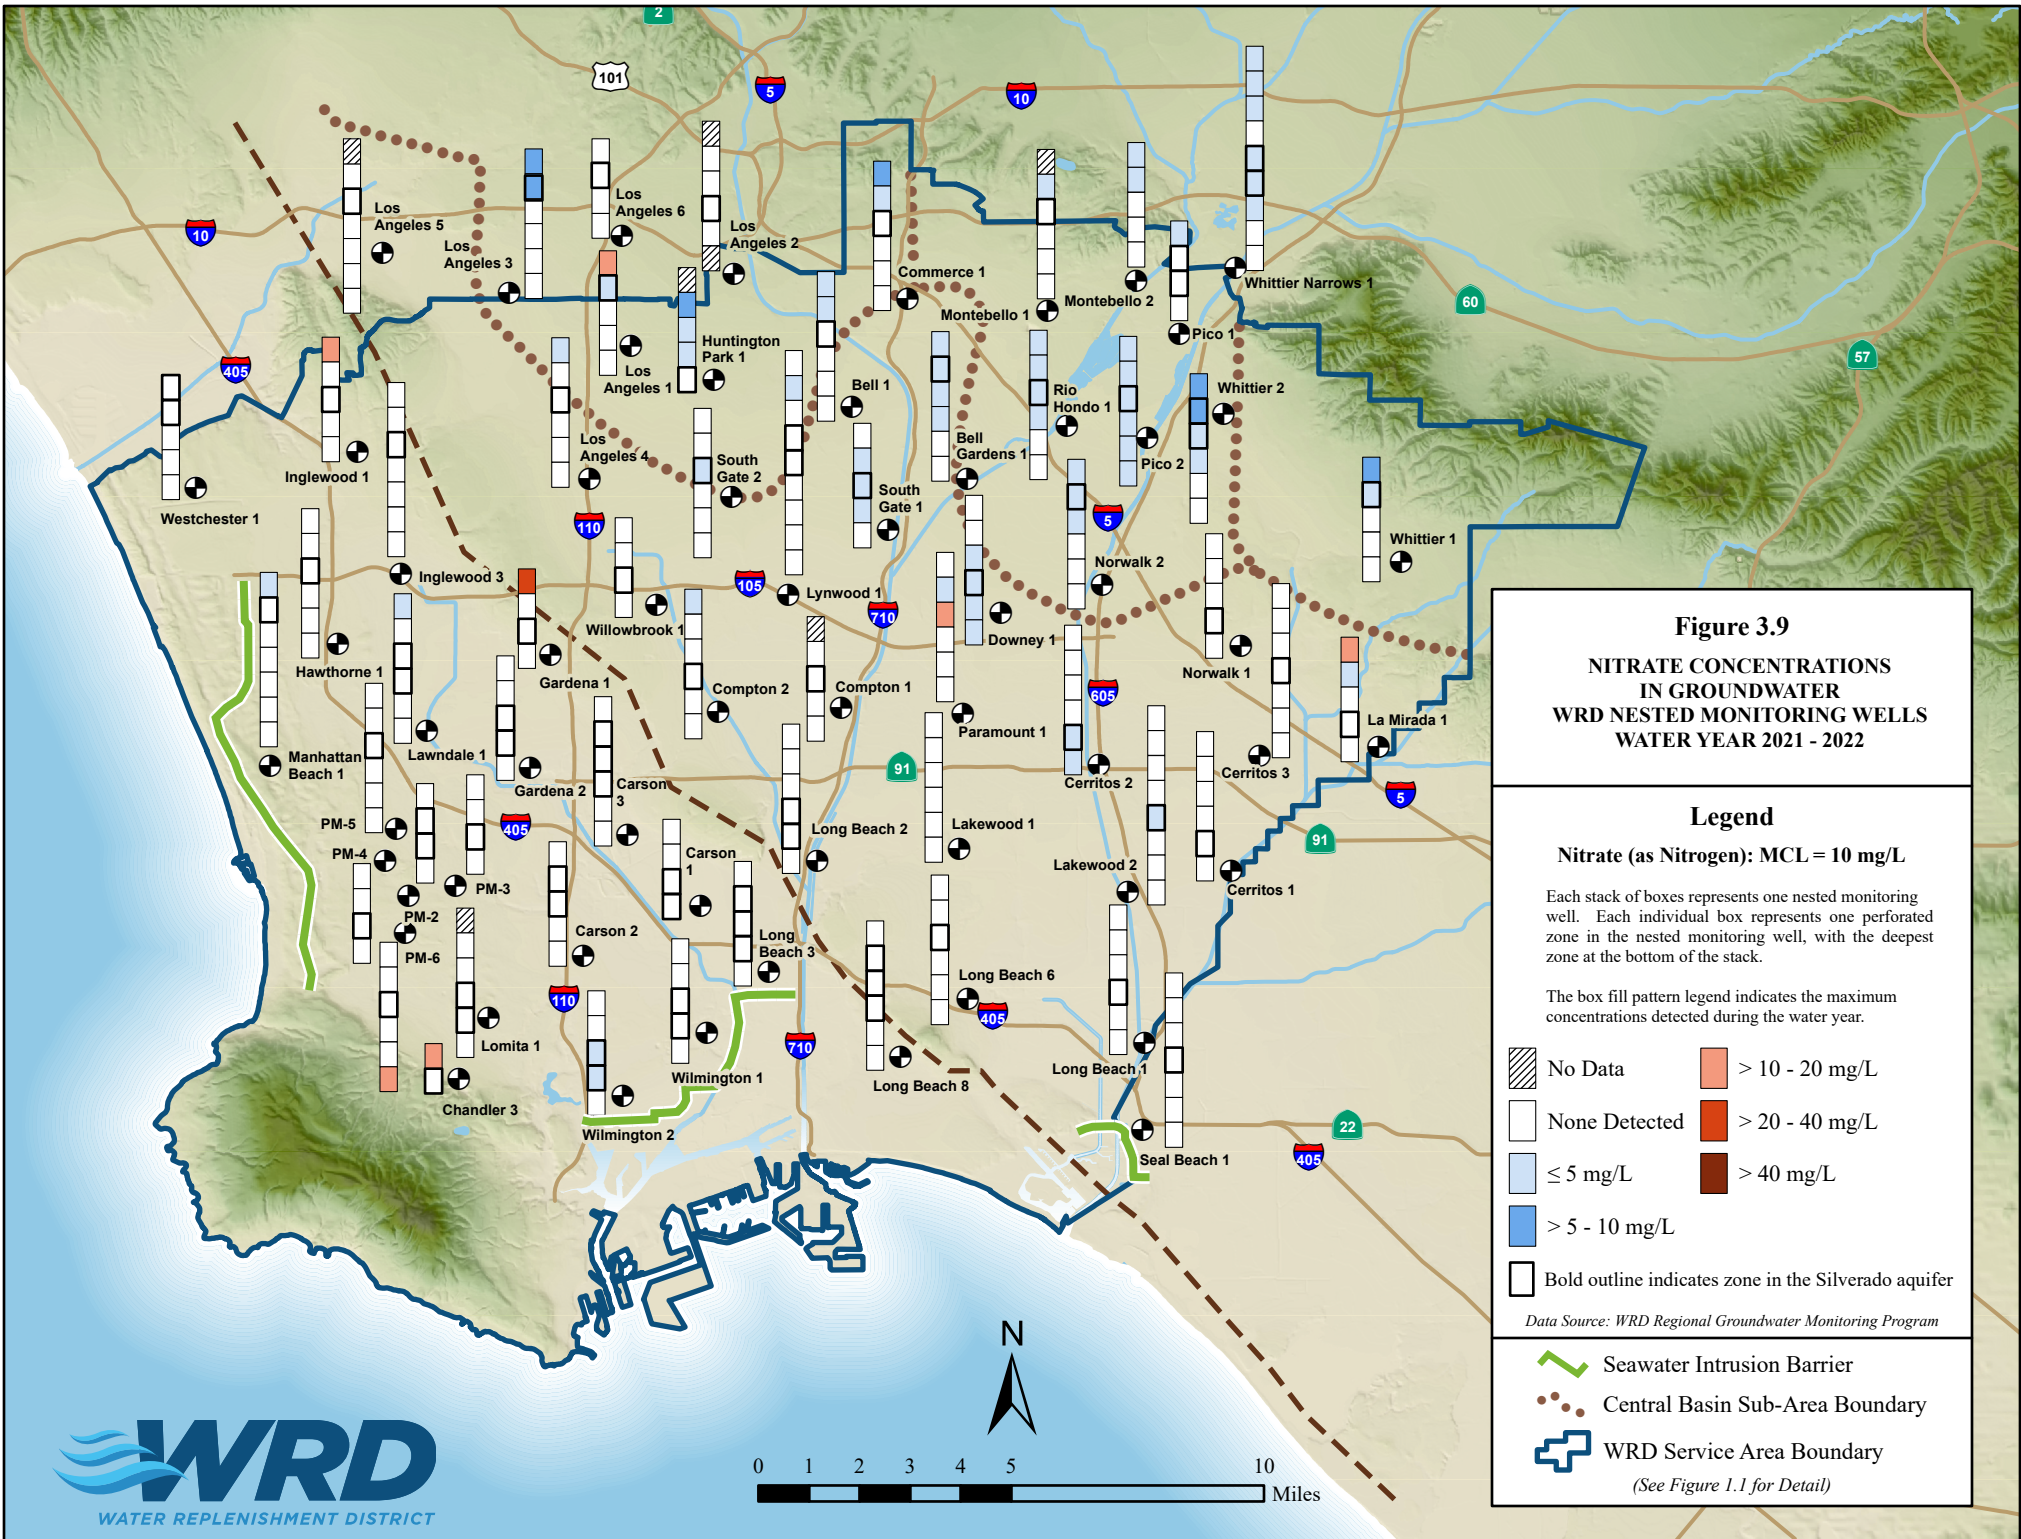 2
101
5
10
Los
Angeles 5
Los
Angeles 6
10
Los
Angeles 2
Los
Angeles 3
Commerce 1
Montebello 2
Whittier Narrows 1
60
Montebello 1
Pico 1
Huntington
Park 1
57
405
Los
Angeles 1
Bell 1
Rio
Hondo 1
Whittier 2
Los
Angeles 4
South
Gate 2
Bell
Gardens 1
Pico 2
Inglewood 1
South
Gate 1
Westchester 1
110
5
Whittier 1
Norwalk 2
Inglewood 3
105
Lynwood 1
710
Willowbrook 1
Downey 1
Hawthorne 1
Gardena 1
Norwalk 1
Compton 2
Compton 1
605
La Mirada 1
Paramount 1
Manhattan
Beach 1
Lawndale 1
91
Cerritos 3
Cerritos 2
Gardena 2
Carson
3
5
PM-5
405
Long Beach 2
Lakewood 1
91
PM-4
Carson
1
Lakewood 2
PM-3
Cerritos 1
PM-2
Carson 2
Long
Beach 3
PM-6
Long Beach 6
110
405
Lomita 1
710
Wilmington 1
Long Beach 8
Long Beach 1
Chandler 3
Wilmington 2
22
Seal Beach 1
405
Figure 3.9
NITRATE CONCENTRATIONS
IN GROUNDWATER
WRD NESTED MONITORING WELLS
WATER YEAR 2021 - 2022
Legend
Nitrate (as Nitrogen): MCL = 10 mg/L
Each stack of boxes represents one nested monitoring
well. Each individual box represents one perforated
zone in the nested monitoring well, with the deepest
zone at the bottom of the stack.
The box fill pattern legend indicates the maximum
concentrations detected during the water year.
No Data
> 10 - 20 mg/L
None Detected
> 20 - 40 mg/L
≤ 5 mg/L
> 40 mg/L
> 5 - 10 mg/L
Bold outline indicates zone in the Silverado aquifer
Data Source: WRD Regional Groundwater Monitoring Program
Seawater Intrusion Barrier
Central Basin Sub-Area Boundary
WRD Service Area Boundary
(See Figure 1.1 for Detail)
N
0 1 2 3 4 5 10
Miles
WRD
WATER REPLENISHMENT DISTRICT